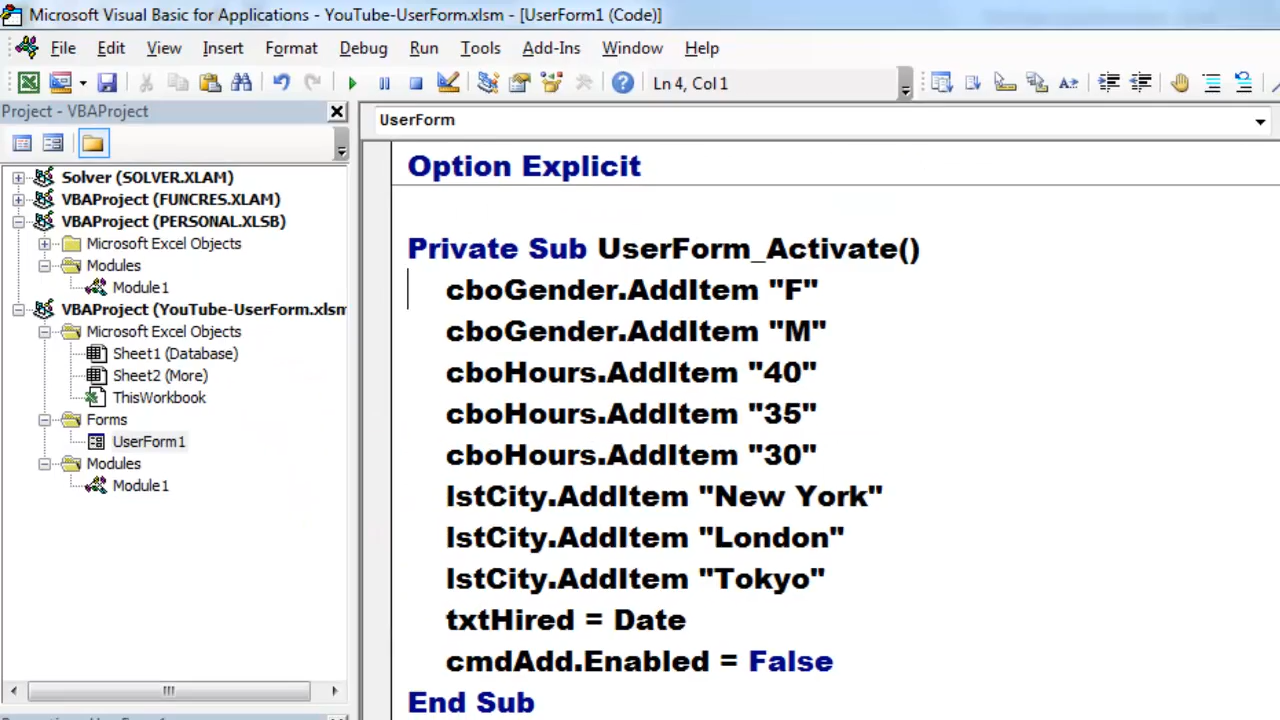 Microsoft Visual Basic for Applications - YouTube-UserForm.xlsm - [UserForm1 (Code)]
File Edit View Insert Format Debug Run Tools Add-Ins Window Help
Ln 4, Col 1
Project - VBAProject
UserForm
Solver (SOLVER.XLAM)
VBAProject (FUNCRES.XLAM)
VBAProject (PERSONAL.XLSB)
Microsoft Excel Objects
Modules
Module1
VBAProject (YouTube-UserForm.xlsm
Microsoft Excel Objects
Sheet1 (Database)
Sheet2 (More)
ThisWorkbook
Forms
UserForm1
Modules
Module1
Option Explicit
Private Sub UserForm_Activate()
cboGender.AddItem "F"
cboGender.AddItem "M"
cboHours.AddItem "40"
cboHours.AddItem "35"
cboHours.AddItem "30"
lstCity.AddItem "New York"
lstCity.AddItem "London"
lstCity.AddItem "Tokyo"
txtHired = Date
cmdAdd.Enabled = False
End Sub